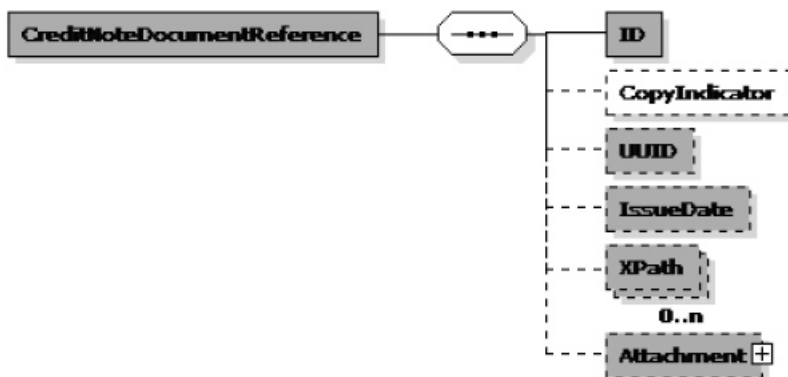 CreditNoteDocumentReference
ID
CopyIndicator
UUID
IssueDate
XPath
0..n
Attachment